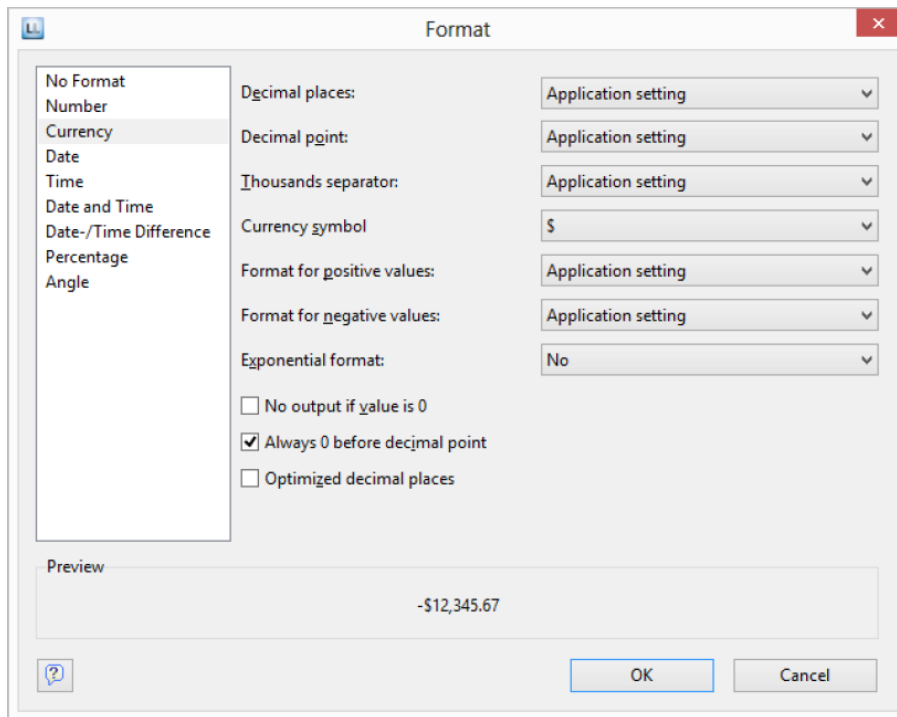 LL
Format
No Format
Number
Currency
Date
Time
Date and Time
Date-/Time Difference
Percentage
Angle
Decimal places:
Application setting
Decimal point:
Application setting
Thousands separator:
Application setting
Currency symbol
$
Format for positive values:
Application setting
Format for negative values:
Application setting
Exponential format:
No
No output if value is 0
Always 0 before decimal point
Optimized decimal places
Preview
-$12,345.67
?
OK
Cancel